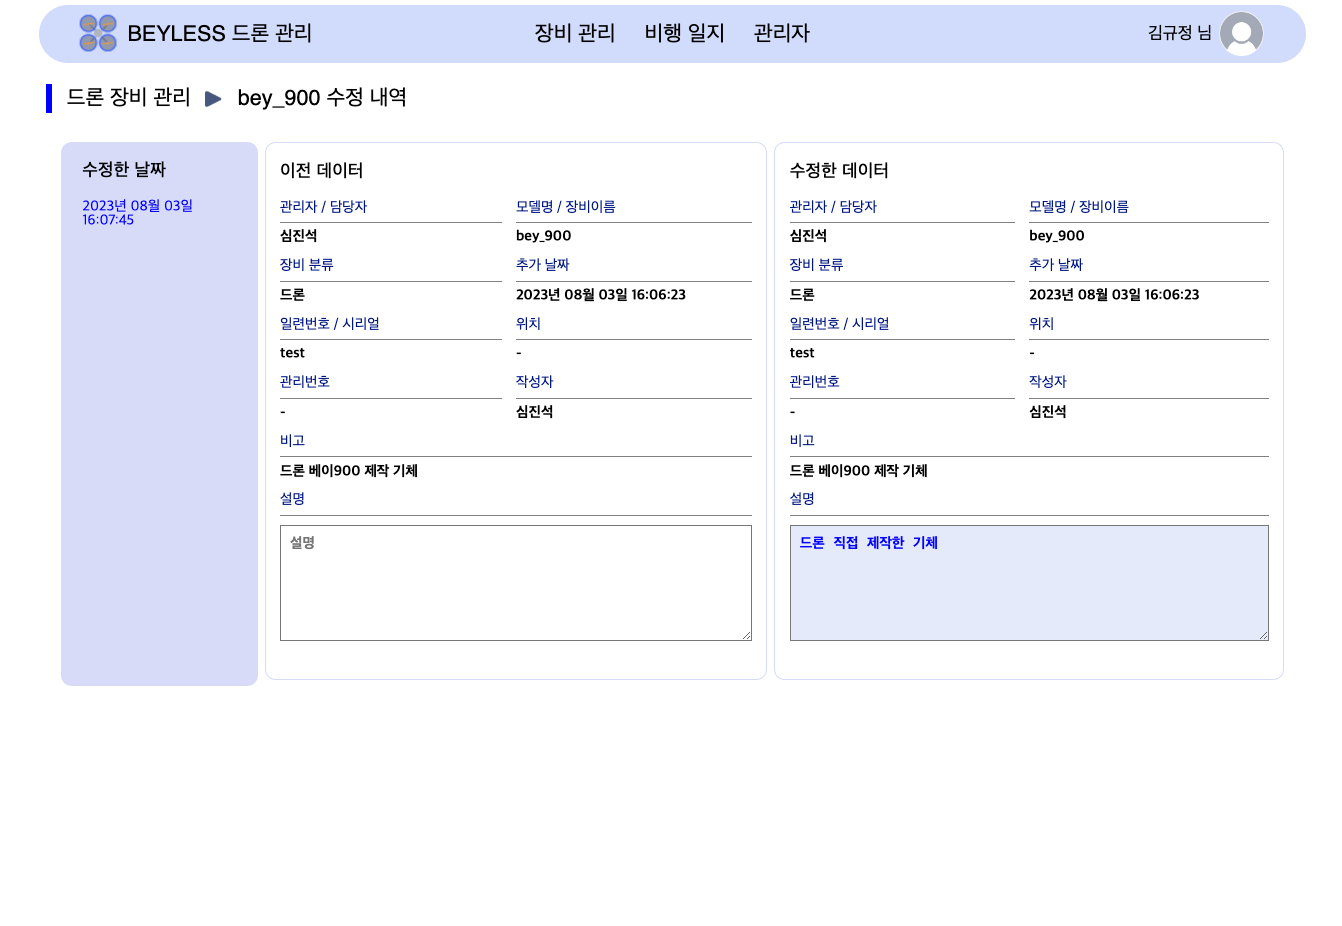 BEYLESS 드론 관리
장비 관리 비행 일지 관리자
김규정 님
드론 장비 관리 ▶ bey_900 수정 내역
수정한 날짜
2023년 08월 03일
16:07:45
이전 데이터
관리자 / 담당자 모델명 / 장비이름
심진석 bey_900
장비 분류 추가 날짜
드론 2023년 08월 03일 16:06:23
일련번호 / 시리얼 위치
test -
관리번호 작성자
- 심진석
비고
드론 베이900 제작 기체
설명
설명
수정한 데이터
관리자 / 담당자 모델명 / 장비이름
심진석 bey_900
장비 분류 추가 날짜
드론 2023년 08월 03일 16:06:23
일련번호 / 시리얼 위치
test -
관리번호 작성자
- 심진석
비고
드론 베이900 제작 기체
설명
드론 직접 제작한 기체